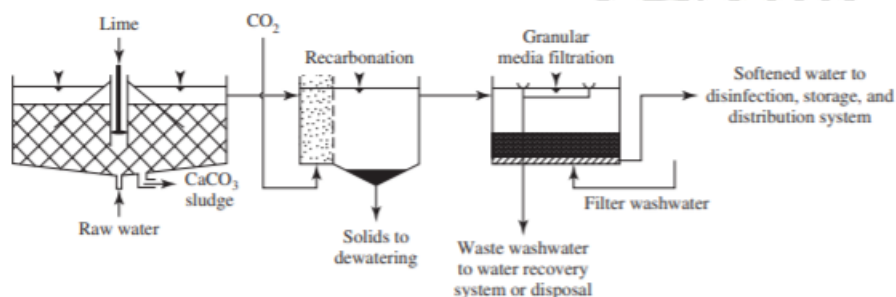 Lime
CO₂
Recarbonation
Granular
media filtration
Softened water to
disinfection, storage, and
distribution system
CaCO₃
sludge
Raw water
Solids to
dewatering
Filter washwater
Waste washwater
to water recovery
system or disposal